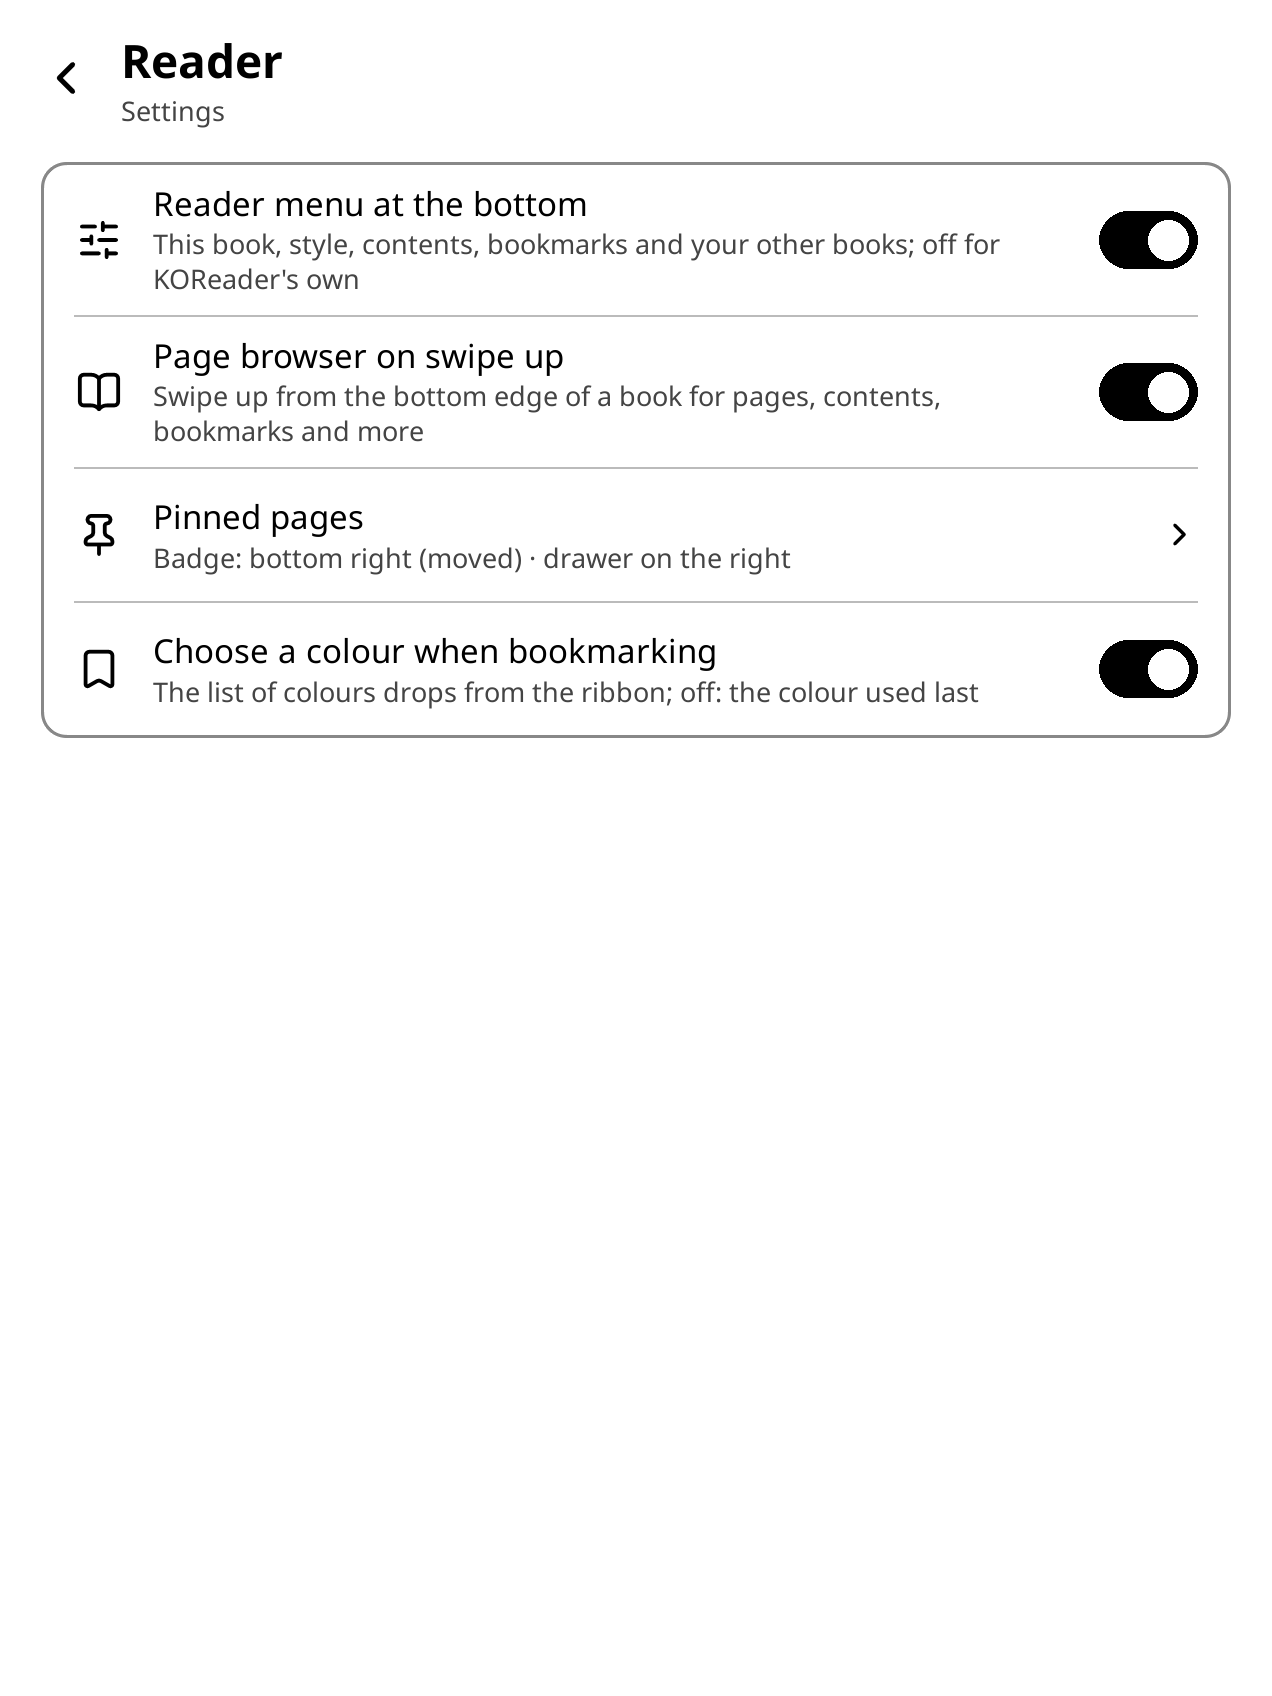 Reader
Settings
Reader menu at the bottom
This book, style, contents, bookmarks and your other books; off for
KOReader's own
Page browser on swipe up
Swipe up from the bottom edge of a book for pages, contents,
bookmarks and more
Pinned pages
Badge: bottom right (moved) · drawer on the right
Choose a colour when bookmarking
The list of colours drops from the ribbon; off: the colour used last